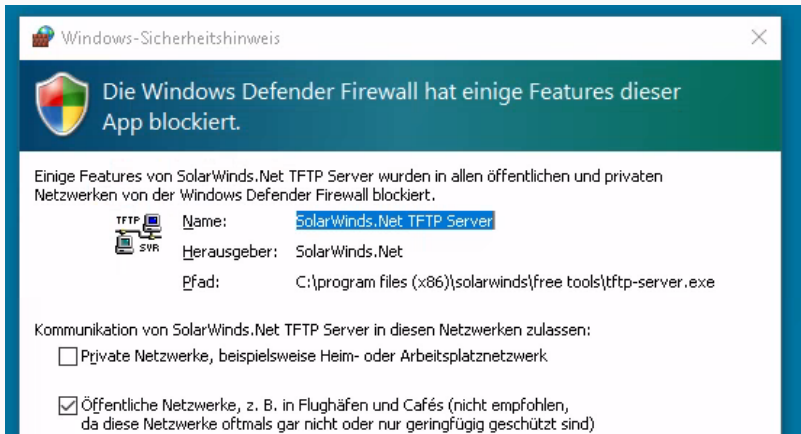 Windows-Sicherheitshinweis
Die Windows Defender Firewall hat einige Features dieser
App blockiert.
Einige Features von SolarWinds.Net TFTP Server wurden in allen öffentlichen und privaten
Netzwerken von der Windows Defender Firewall blockiert.
TFTP
SVR
Name: SolarWinds.Net TFTP Server
Herausgeber: SolarWinds.Net
Pfad: C:\program files (x86)\solarwinds\free tools\tftp-server.exe
Kommunikation von SolarWinds.Net TFTP Server in diesen Netzwerken zulassen:
Private Netzwerke, beispielsweise Heim- oder Arbeitsplatznetzwerk
Öffentliche Netzwerke, z. B. in Flughäfen und Cafés (nicht empfohlen,
da diese Netzwerke oftmals gar nicht oder nur geringfügig geschützt sind)